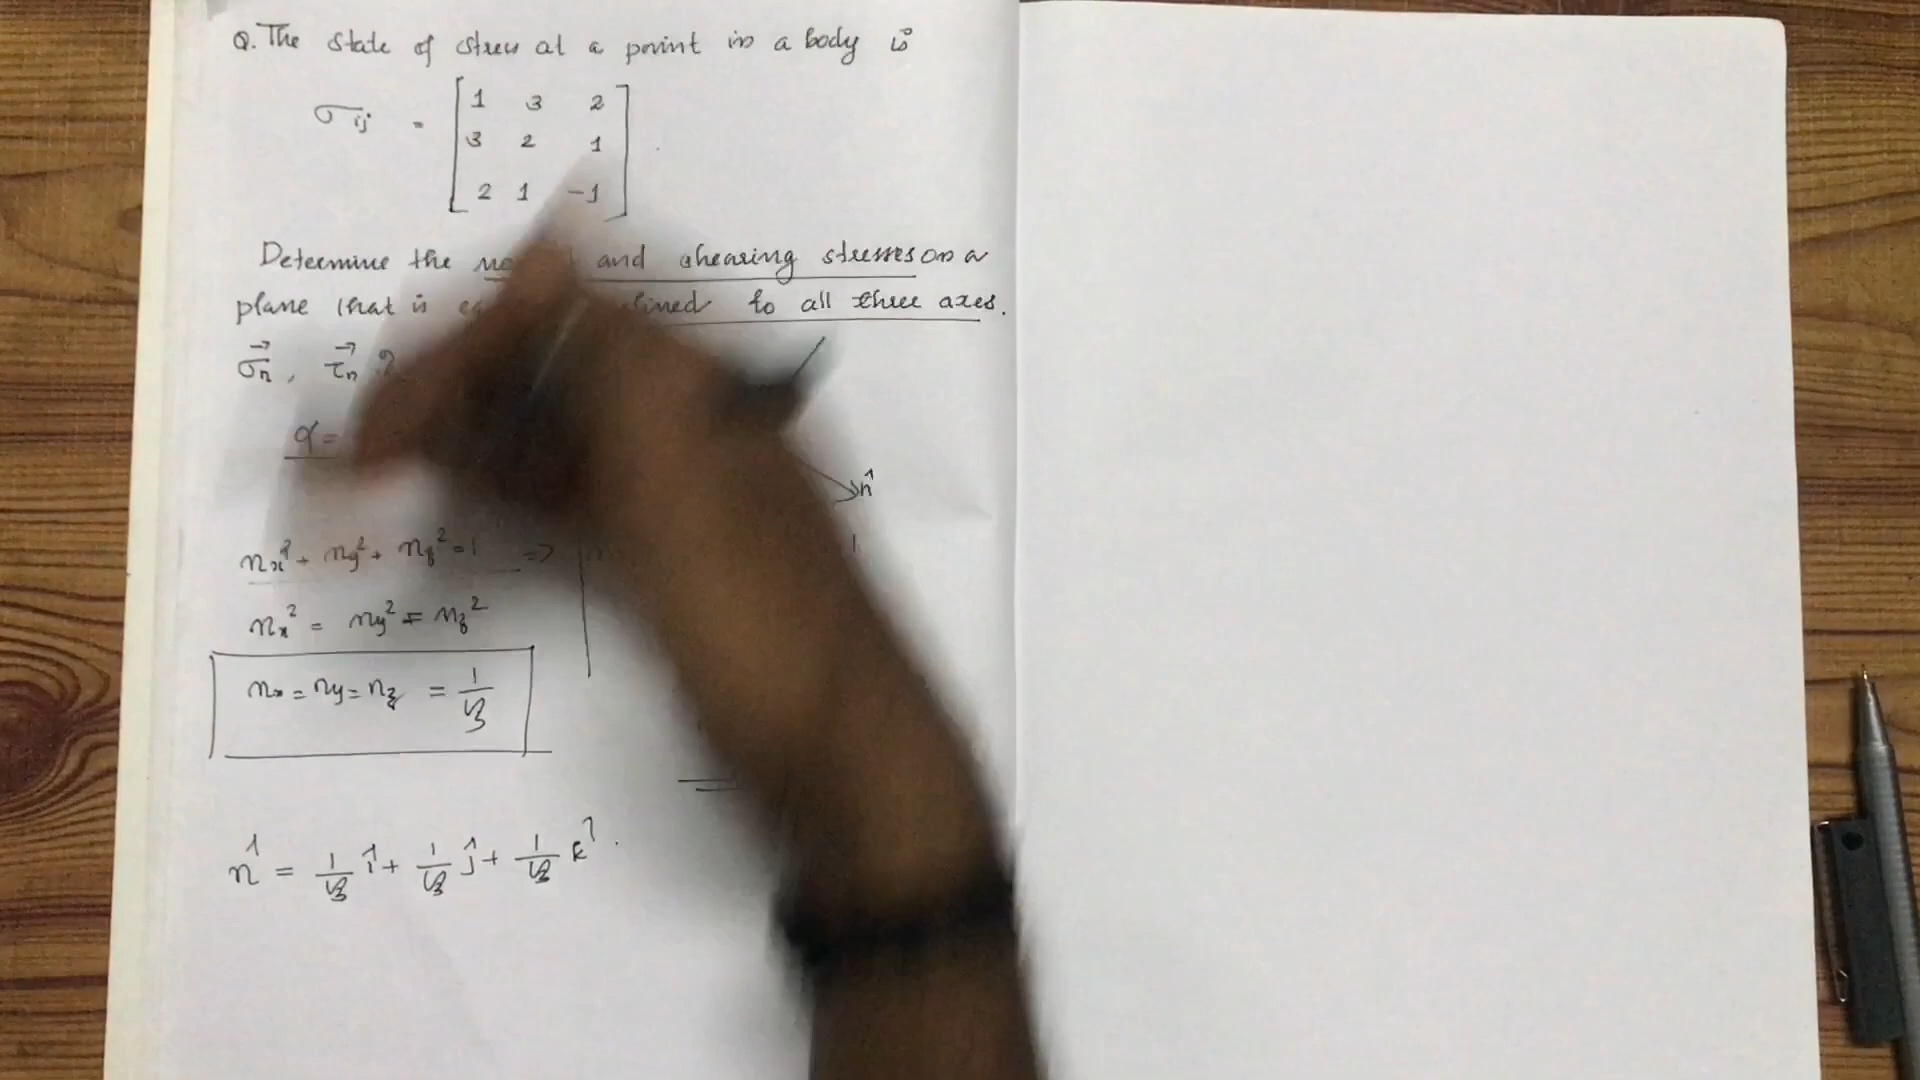 Q. The state of stress at a point in a body is
σij = [1 3 2
3 2 1
2 1 -1]
Determine the and shearing stresses on a
plane that is to all three axes.
σn→, τn→ ?
α =
n̂
nx² + ny² + nz² = 1 =>
nx² = ny² = nz²
nx = ny = nz = 1/√3
n̂ = 1/√3 î + 1/√3 ĵ + 1/√3 k̂.